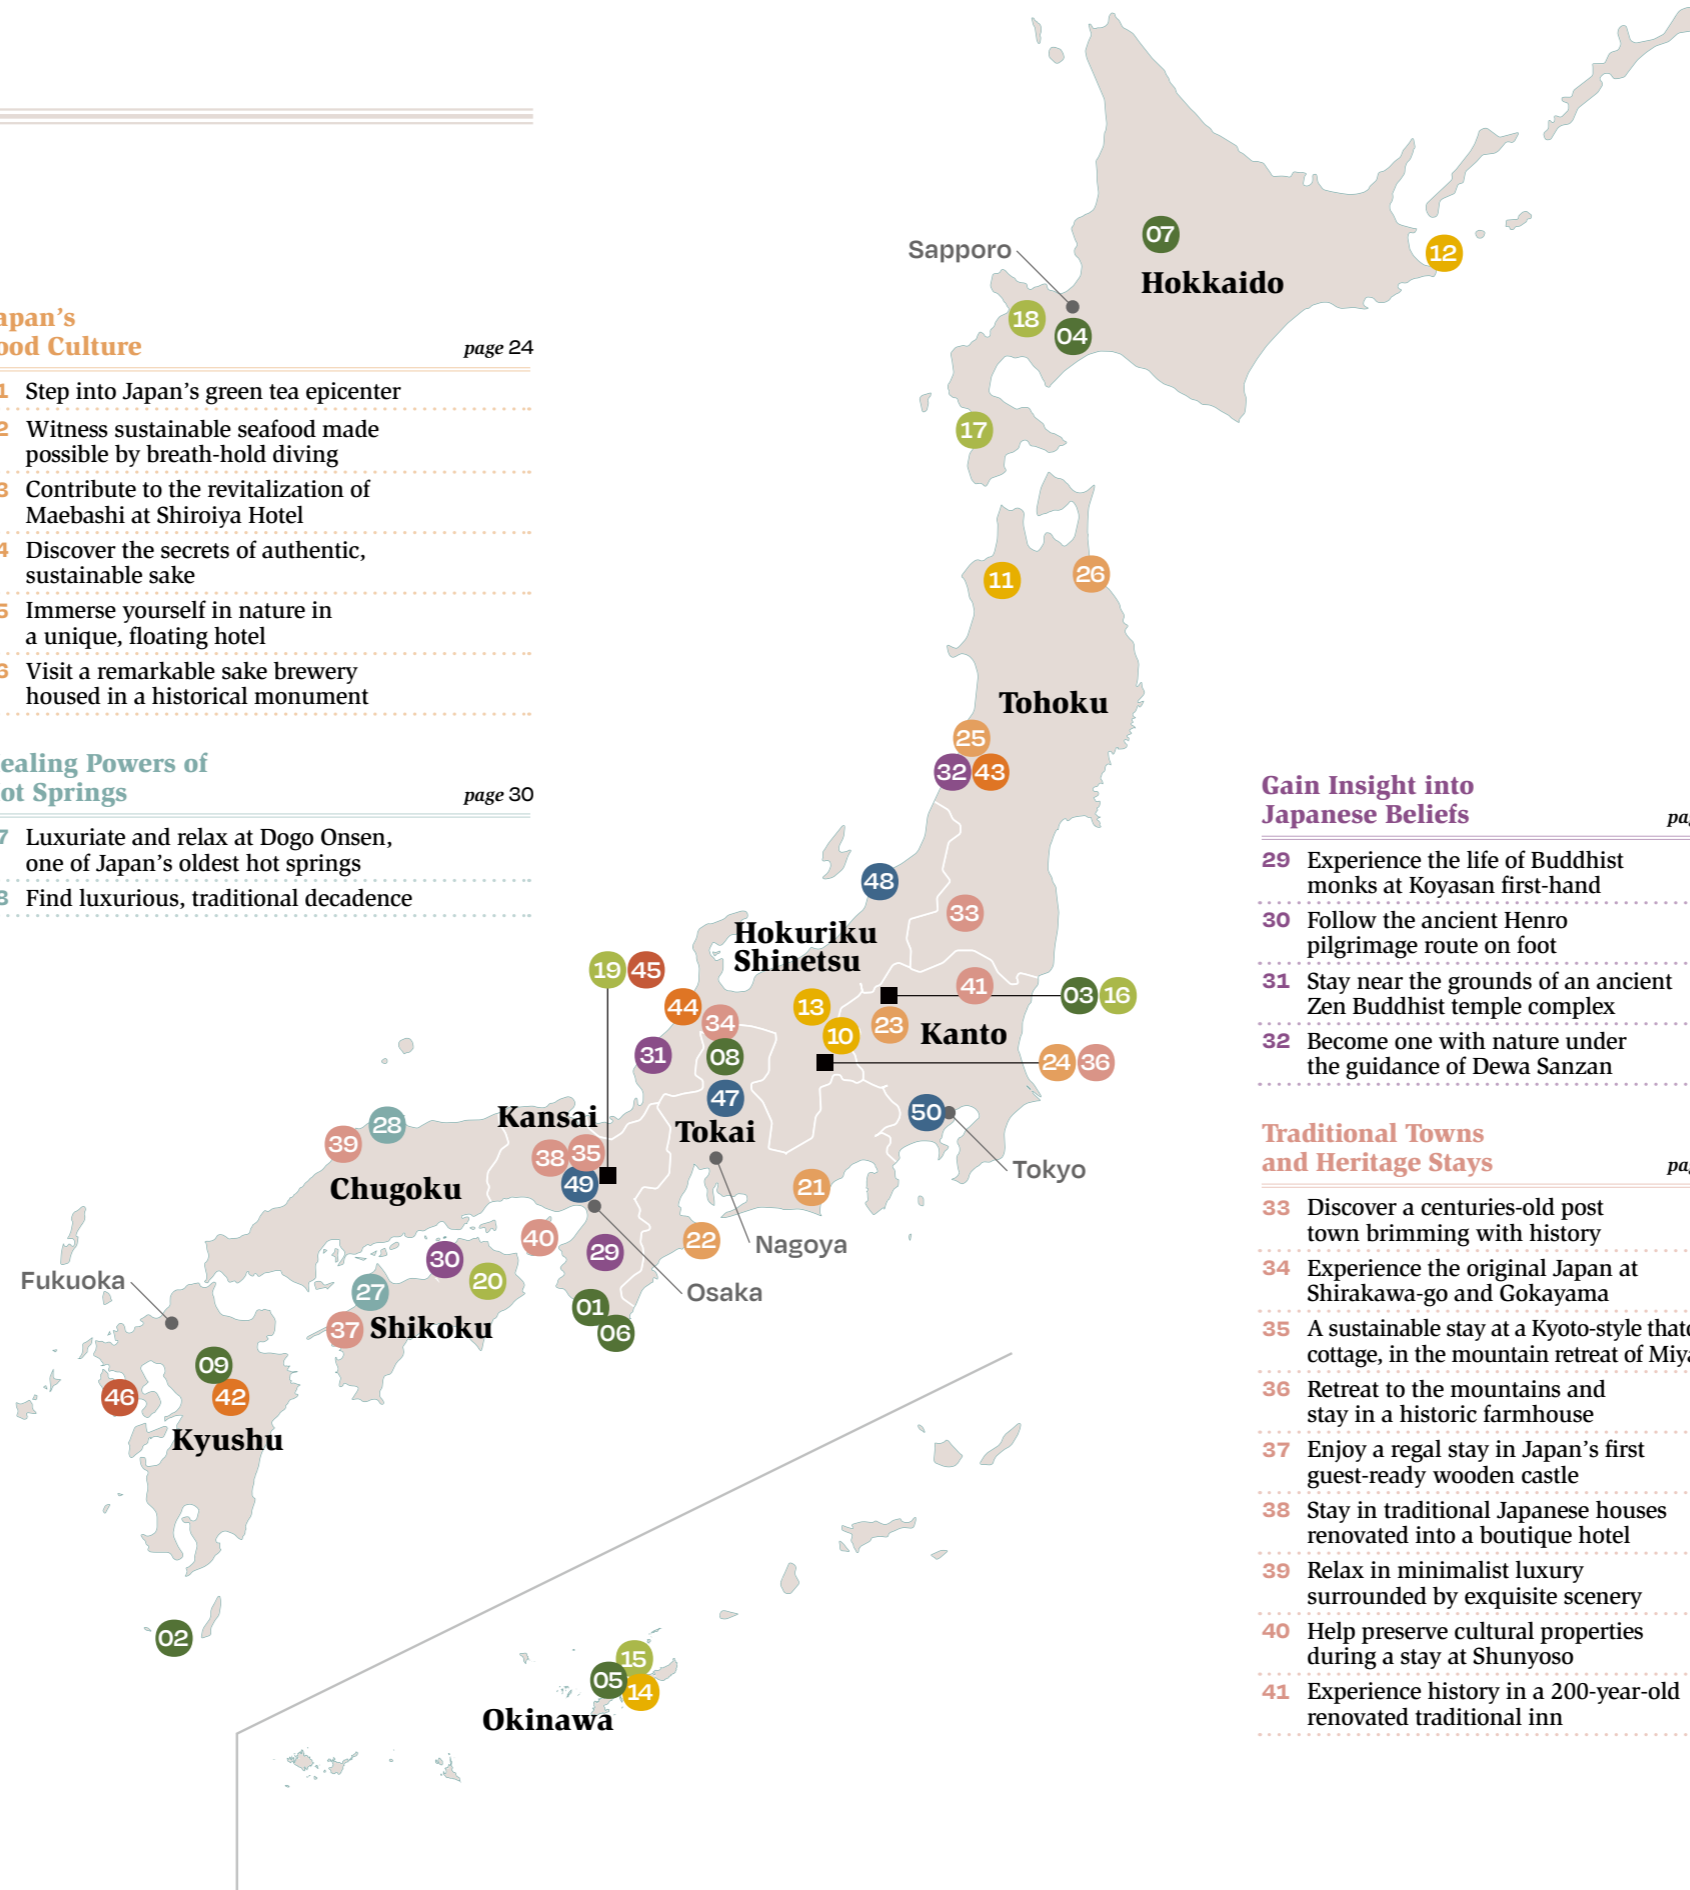 apan’s
ood Culture
page 24
1 Step into Japan’s green tea epicenter
2 Witness sustainable seafood made
possible by breath-hold diving
3 Contribute to the revitalization of
Maebashi at Shiroiya Hotel
4 Discover the secrets of authentic,
sustainable sake
5 Immerse yourself in nature in
a unique, floating hotel
6 Visit a remarkable sake brewery
housed in a historical monument
ealing Powers of
ot Springs
page 30
7 Luxuriate and relax at Dogo Onsen,
one of Japan’s oldest hot springs
8 Find luxurious, traditional decadence
07
Sapporo
12
Hokkaido
18
04
17
11
26
Tohoku
25
32 43
48
33
Hokuriku
Shinetsu
19 45
41
03 16
44
13
34
23
10
Kanto
31
08
24 36
47
Kansai
50
28
Tokai
39
38 35
Tokyo
49
Chugoku
21
40
22
Nagoya
29
30
20
Fukuoka
27
Osaka
01
37
Shikoku
06
09
46
42
Kyushu
02
15
05
14
Okinawa
Gain Insight into
Japanese Beliefs
pa
29 Experience the life of Buddhist
monks at Koyasan first-hand
30 Follow the ancient Henro
pilgrimage route on foot
31 Stay near the grounds of an ancient
Zen Buddhist temple complex
32 Become one with nature under
the guidance of Dewa Sanzan
Traditional Towns
and Heritage Stays
pa
33 Discover a centuries-old post
town brimming with history
34 Experience the original Japan at
Shirakawa-go and Gokayama
35 A sustainable stay at a Kyoto-style thatc
cottage, in the mountain retreat of Miya
36 Retreat to the mountains and
stay in a historic farmhouse
37 Enjoy a regal stay in Japan’s first
guest-ready wooden castle
38 Stay in traditional Japanese houses
renovated into a boutique hotel
39 Relax in minimalist luxury
surrounded by exquisite scenery
40 Help preserve cultural properties
during a stay at Shunyoso
41 Experience history in a 200-year-old
renovated traditional inn